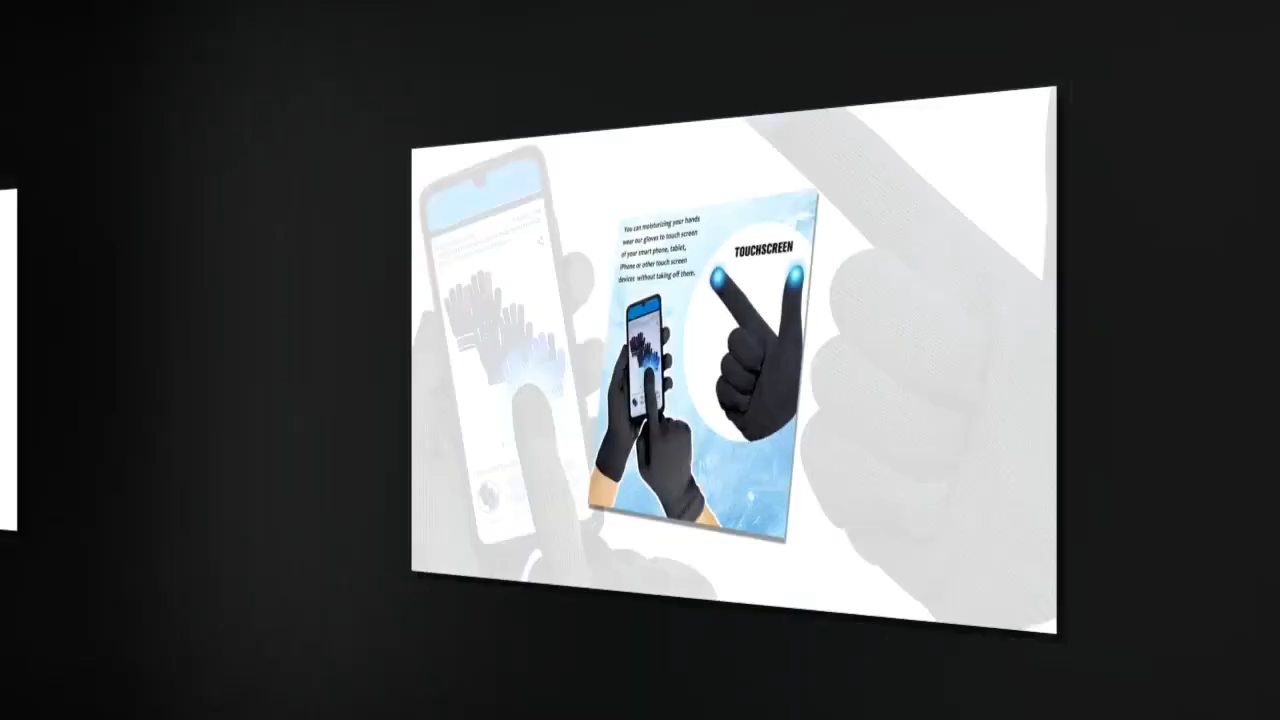 You can moisturizing your hands
wear our gloves to touch screen
of your smart phone, tablet,
iPhone or other touch screen
devices without taking off them.
TOUCHSCREEN